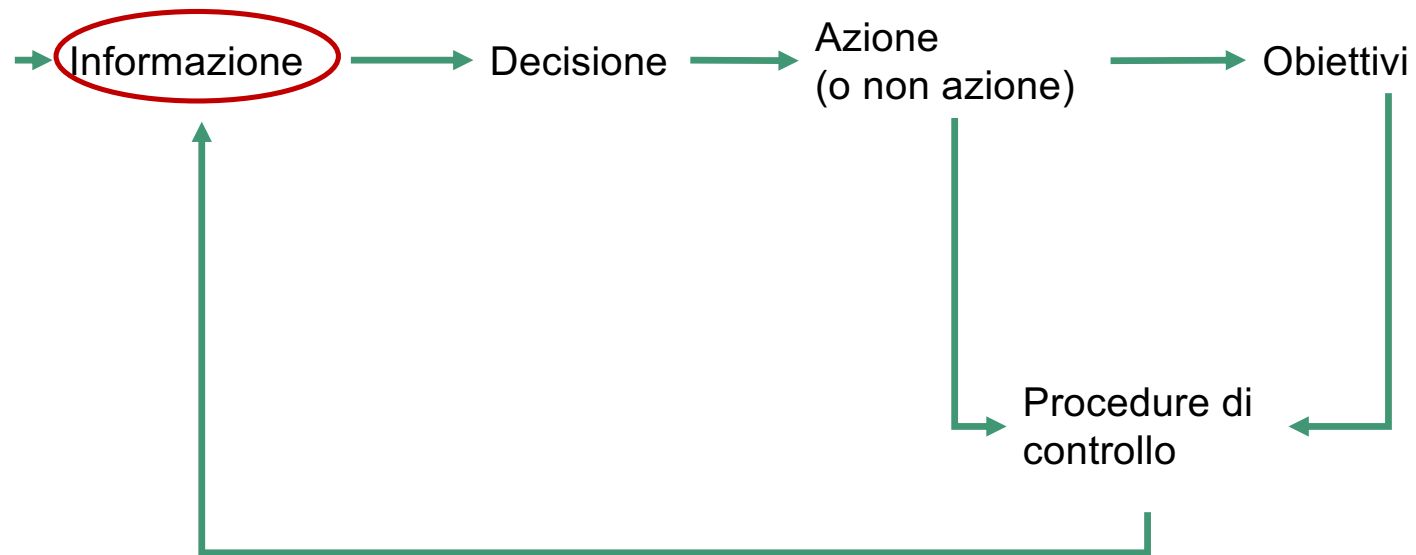 Informazione
Decisione
Azione
(o non azione)
Obiettivi
Procedure di
controllo